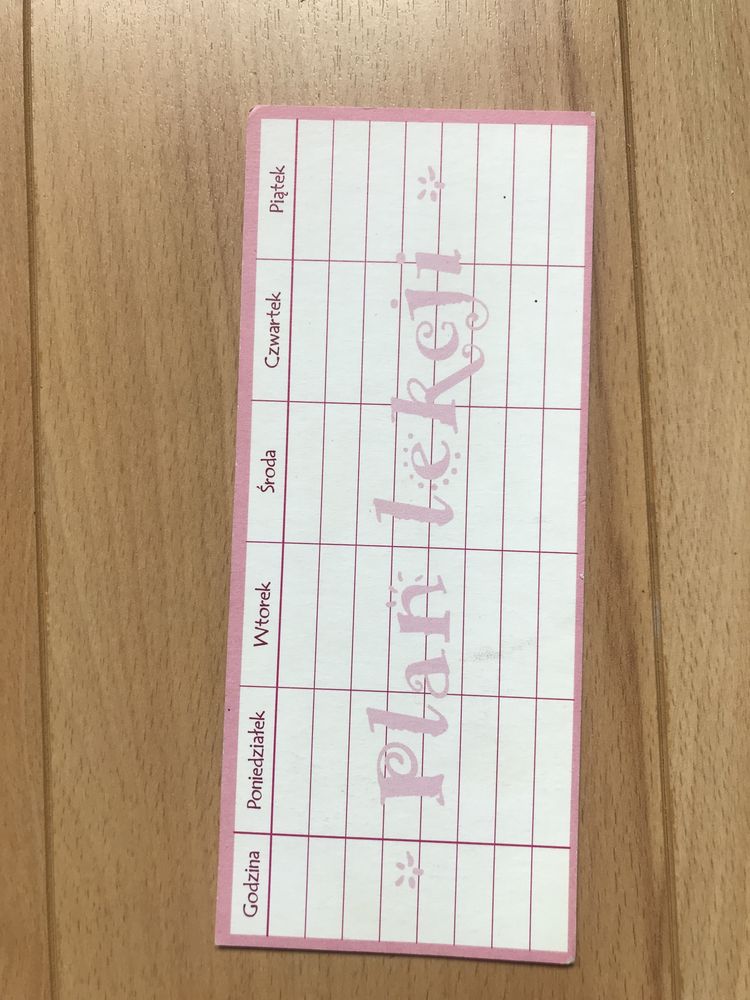 Godzina Poniedziałek Wtorek Środa Czwartek Piątek
Plan lekcji